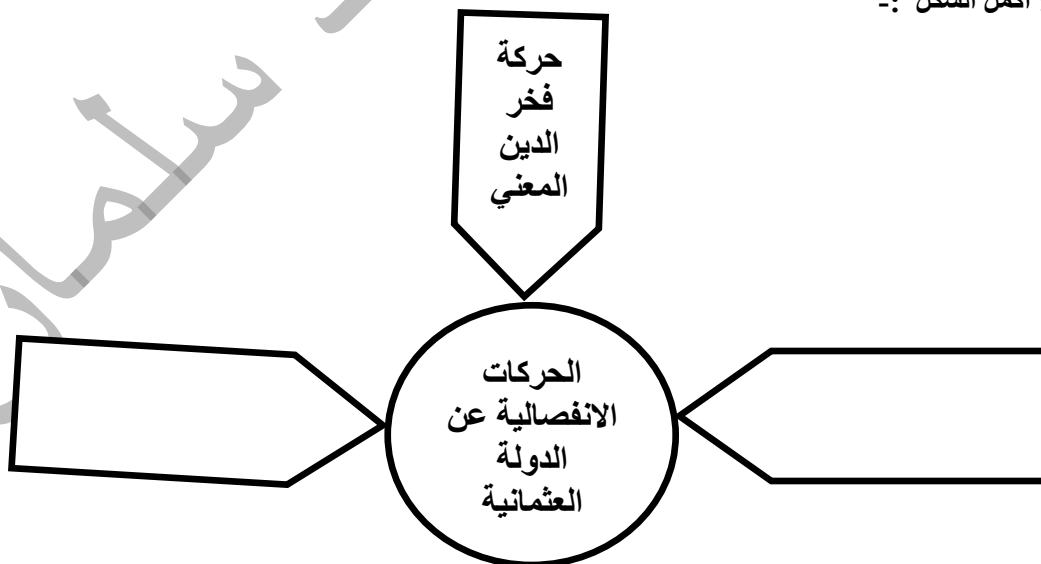 أكمل الشكل :-
حركة
فخر
الدين
المعني
الحركات
الانفصالية عن
الدولة
العثمانية